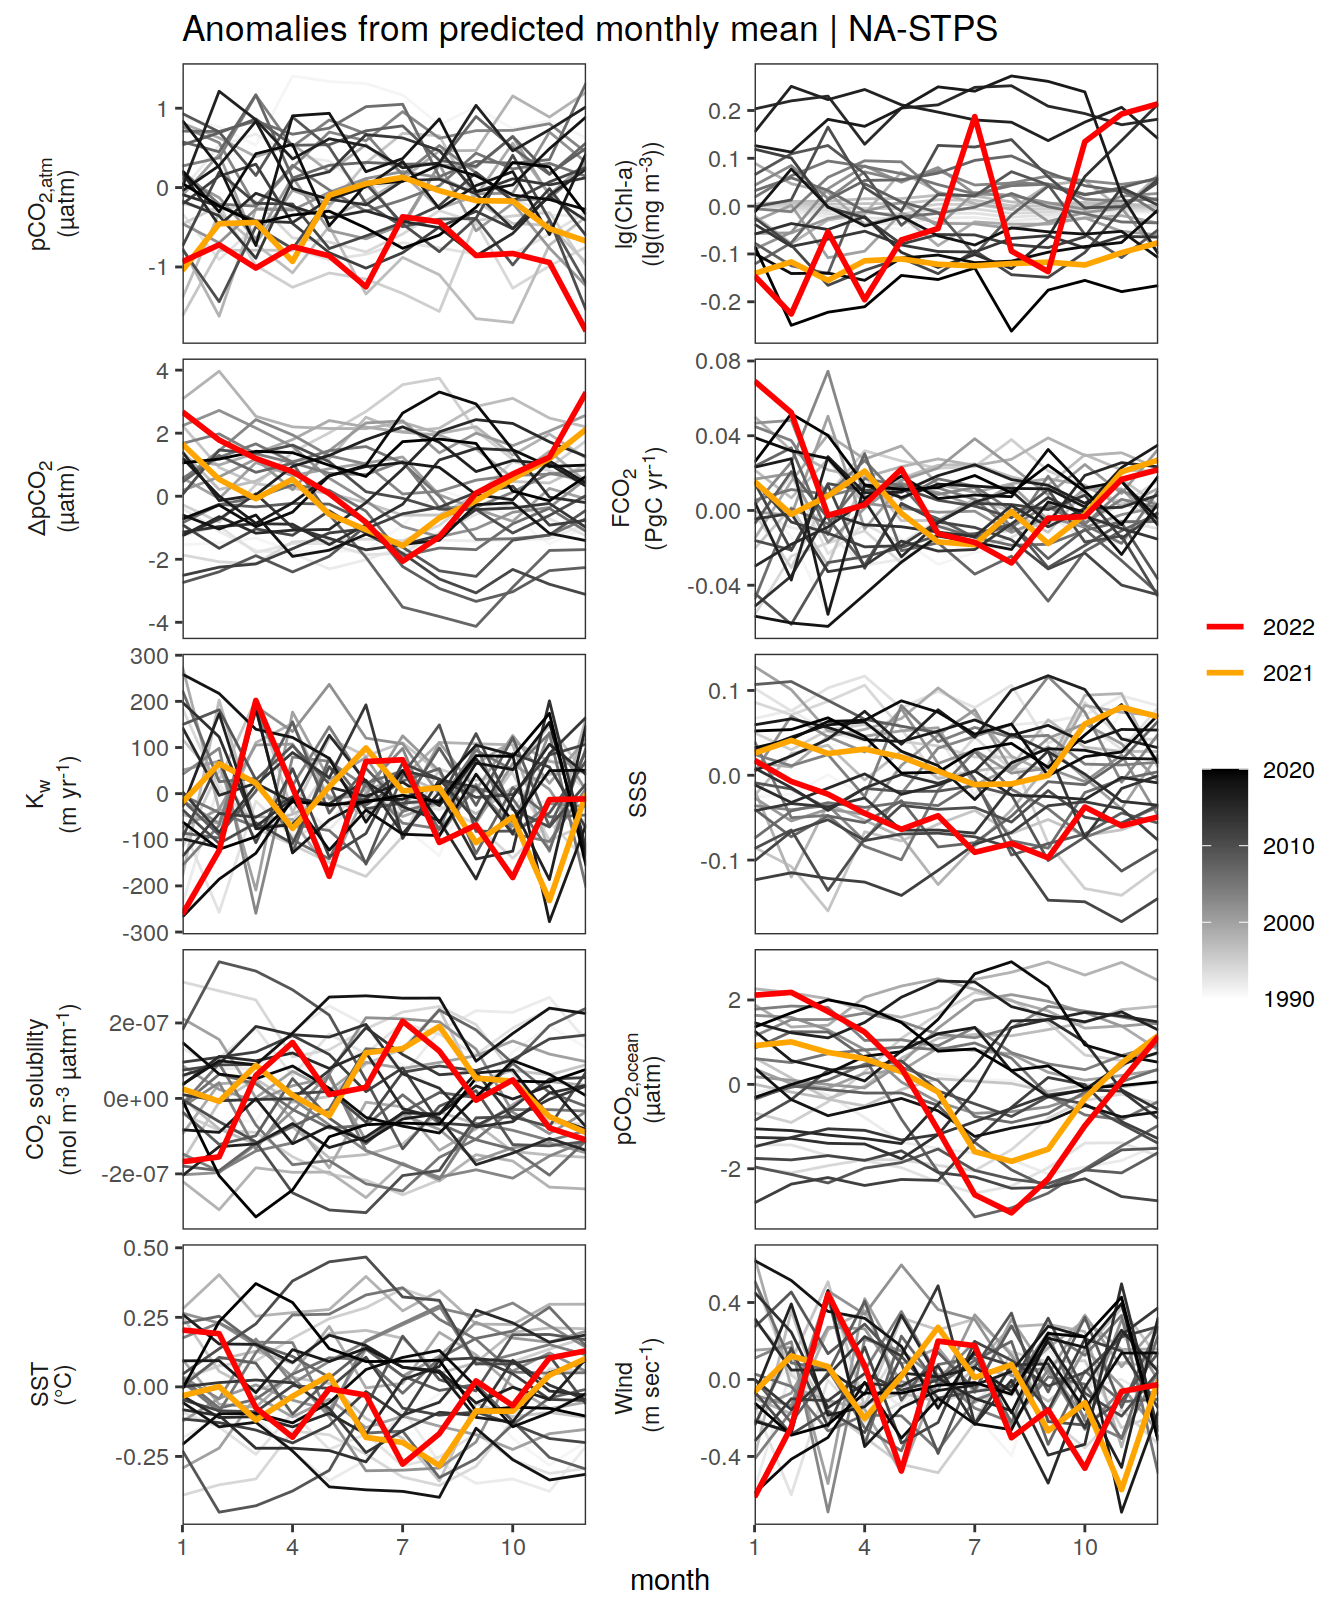 Anomalies from predicted monthly mean | NA-STPS
pCO₂,atm
(µatm)
1
0
-1
lg(Chl-a)
(lg(mg m⁻³))
0.2
0.1
0.0
-0.1
-0.2
ΔpCO₂
(µatm)
4
2
0
-2
-4
FCO₂
(PgC yr⁻¹)
0.08
0.04
0.00
-0.04
Kw
(m yr⁻¹)
300
200
100
0
-100
-200
-300
SSS
0.1
0.0
-0.1
CO₂ solubility
(mol m⁻³ µatm⁻¹)
2e-07
0e+00
-2e-07
pCO₂,ocean
(µatm)
2
0
-2
SST
(°C)
0.50
0.25
0.00
-0.25
Wind
(m sec⁻¹)
0.4
0.0
-0.4
1 4 7 10
1 4 7 10
month
2022
2021
2020
2010
2000
1990